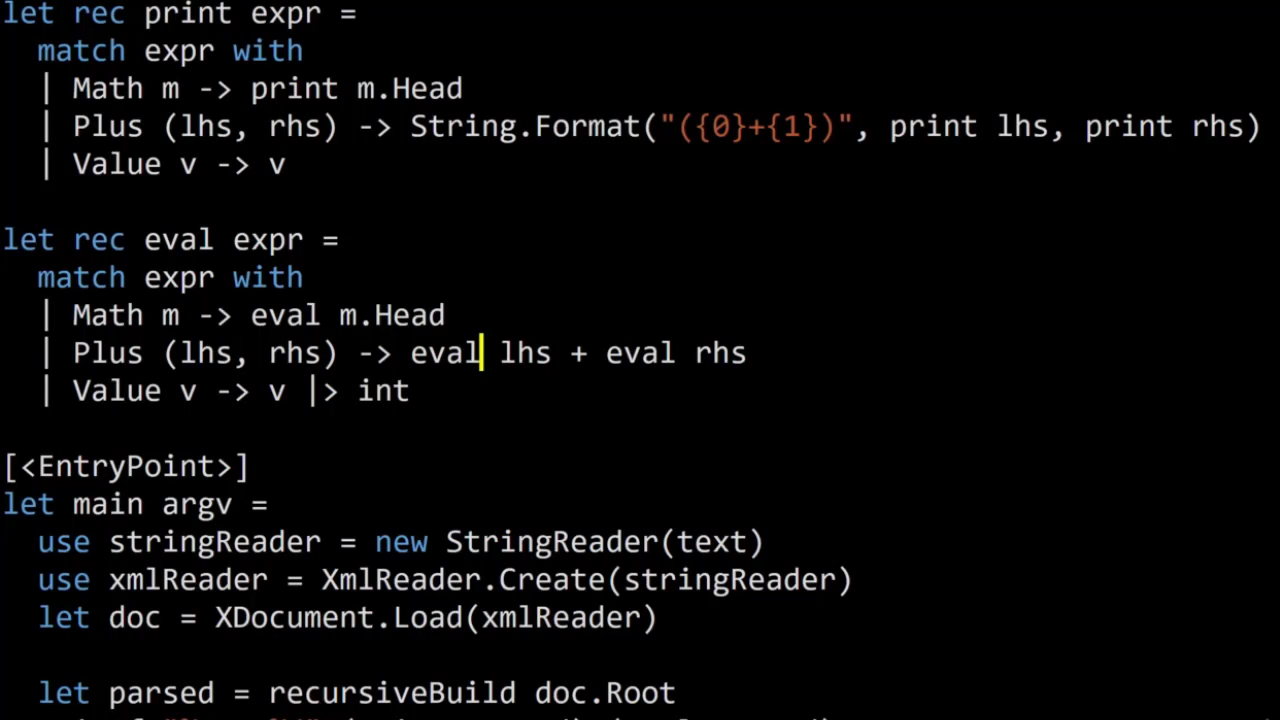 let rec print expr =
  match expr with
  | Math m -> print m.Head
  | Plus (lhs, rhs) -> String.Format("({0}+{1})", print lhs, print rhs)
  | Value v -> v
let rec eval expr =
  match expr with
  | Math m -> eval m.Head
  | Plus (lhs, rhs) -> eval lhs + eval rhs
  | Value v -> v |> int
[<EntryPoint>]
let main argv =
  use stringReader = new StringReader(text)
  use xmlReader = XmlReader.Create(stringReader)
  let doc = XDocument.Load(xmlReader)
  let parsed = recursiveBuild doc.Root